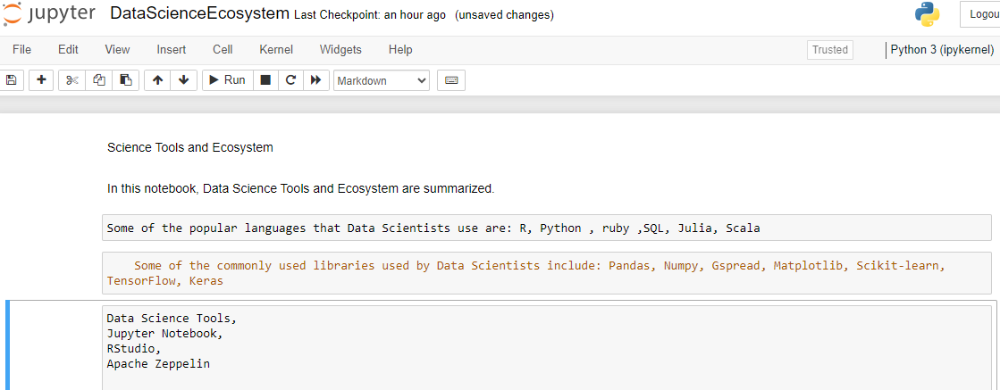 jupyter DataScienceEcosystem Last Checkpoint: an hour ago (unsaved changes)
Logou
File Edit View Insert Cell Kernel Widgets Help Trusted Python 3 (ipykernel)
Run Markdown
Science Tools and Ecosystem
In this notebook, Data Science Tools and Ecosystem are summarized.
Some of the popular languages that Data Scientists use are: R, Python , ruby ,SQL, Julia, Scala
Some of the commonly used libraries used by Data Scientists include: Pandas, Numpy, Gspread, Matplotlib, Scikit-learn,
TensorFlow, Keras
Data Science Tools,
Jupyter Notebook,
RStudio,
Apache Zeppelin